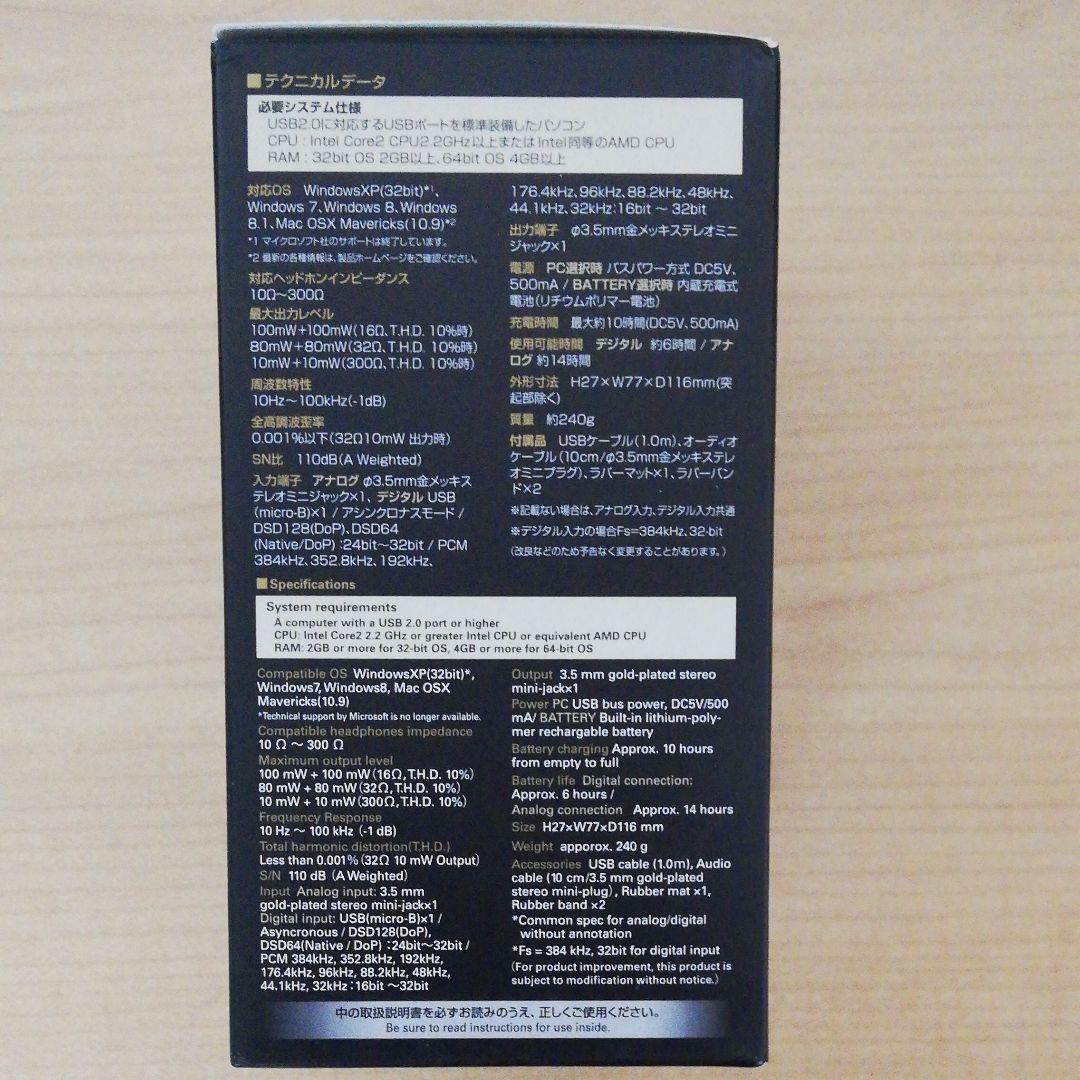 ■テクニカルデータ
必要システム仕様
USB2.0に対応するUSBポートを標準装備したパソコン
CPU : Intel Core2 CPU2.2GHz以上またはIntel同等のAMD CPU
RAM : 32bit OS 2GB以上、64bit OS 4GB以上
対応OS WindowsXP(32bit)*1、
Windows 7、Windows 8、Windows
8.1、Mac OSX Mavericks(10.9)*2
*1 マイクロソフト社のサポートは終了しています。
*2 最新の各種情報は、製品ホームページをご確認ください。
対応ヘッドホンインピーダンス
10Ω〜300Ω
最大出力レベル
100mW+100mW(16Ω、T.H.D. 10%時)
80mW+80mW(32Ω、T.H.D. 10%時)
10mW+10mW(300Ω、T.H.D. 10%時)
周波数特性
10Hz〜100kHz(-1dB)
全高調波歪率
0.001%以下(32Ω10mW 出力時)
SN比 110dB(A Weighted)
入力端子 アナログ φ3.5mm金メッキス
テレオミニジャック×1、デジタル USB
(micro-B)×1 / アシンクロナスモード /
DSD128(DoP)、DSD64
(Native/DoP) :24bit〜32bit / PCM
384kHz、352.8kHz、192kHz、
176.4kHz、96kHz、88.2kHz、48kHz、
44.1kHz、32kHz:16bit 〜 32bit
出力端子 φ3.5mm金メッキステレオミニ
ジャック×1
電源 PC選択時 バスパワー方式 DC5V、
500mA / BATTERY選択時 内蔵充電式
電池(リチウムポリマー電池)
充電時間 最大約10時間(DC5V、500mA)
使用可能時間 デジタル 約6時間 / アナ
ログ 約14時間
外形寸法 H27×W77×D116mm(突
起部除く)
質量 約240g
付属品 USBケーブル(1.0m)、オーディオ
ケーブル(10cm/φ3.5mm金メッキステレ
オミニプラグ)、ラバーマット×1、ラバーバン
ド×2
※記載ない場合は、アナログ入力、デジタル入力共通
※デジタル入力の場合Fs=384kHz、32-bit
(改良などのため予告なく変更することがあります。)
■Specifications
System requirements
A computer with a USB 2.0 port or higher
CPU: Intel Core2 2.2 GHz or greater Intel CPU or equivalent AMD CPU
RAM: 2GB or more for 32-bit OS, 4GB or more for 64-bit OS
Compatible OS WindowsXP(32bit)*,
Windows7, Windows8, Mac OSX
Mavericks(10.9)
*Technical support by Microsoft is no longer available.
Compatible headphones impedance
10 Ω 〜 300 Ω
Maximum output level
100 mW + 100 mW (16Ω, T.H.D. 10%)
80 mW + 80 mW (32Ω, T.H.D. 10%)
10 mW + 10 mW (300Ω, T.H.D. 10%)
Frequency Response
10 Hz 〜 100 kHz (-1 dB)
Total harmonic distortion(T.H.D.)
Less than 0.001% (32Ω 10 mW Output)
S/N 110 dB (A Weighted)
Input Analog input: 3.5 mm
gold-plated stereo mini-jack×1
Digital input: USB(micro-B)×1 /
Asyncronous / DSD128(DoP),
DSD64(Native / DoP) :24bit〜32bit /
PCM 384kHz, 352.8kHz, 192kHz,
176.4kHz, 96kHz, 88.2kHz, 48kHz,
44.1kHz, 32kHz : 16bit 〜32bit
Output 3.5 mm gold-plated stereo
mini-jack×1
Power PC USB bus power, DC5V/500
mA/ BATTERY Built-in lithium-poly-
mer rechargable battery
Battery charging Approx. 10 hours
from empty to full
Battery life Digital connection:
Approx. 6 hours /
Analog connection Approx. 14 hours
Size H27×W77×D116 mm
Weight apporox. 240 g
Accessories USB cable (1.0m), Audio
cable (10 cm/3.5 mm gold-plated
stereo mini-plug), Rubber mat ×1,
Rubber band ×2
*Common spec for analog/digital
without annotation
*Fs = 384 kHz, 32bit for digital input
(For product improvement, this product is
subject to modification without notice.)
中の取扱説明書を必ずお読みのうえ、正しくご使用ください。
Be sure to read instructions for use inside.